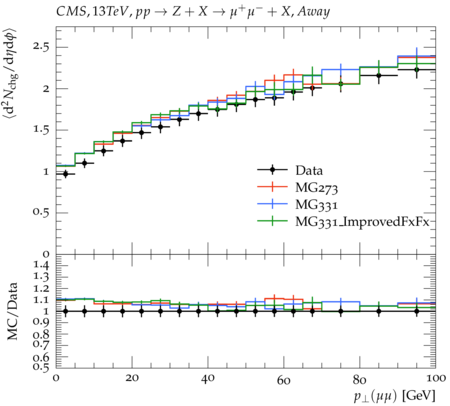 CMS, 13TeV, pp → Z + X → μ⁺μ⁻ + X, Away
⟨d²N_chg/dηdϕ⟩
2.5
2
1.5
1
0.5
0
Data
MG273
MG331
MG331_ImprovedFxFx
MC/Data
1.4
1.3
1.2
1.1
1
0.9
0.8
0.7
0.6
0.5
0 20 40 60 80 100
p⊥(μμ) [GeV]